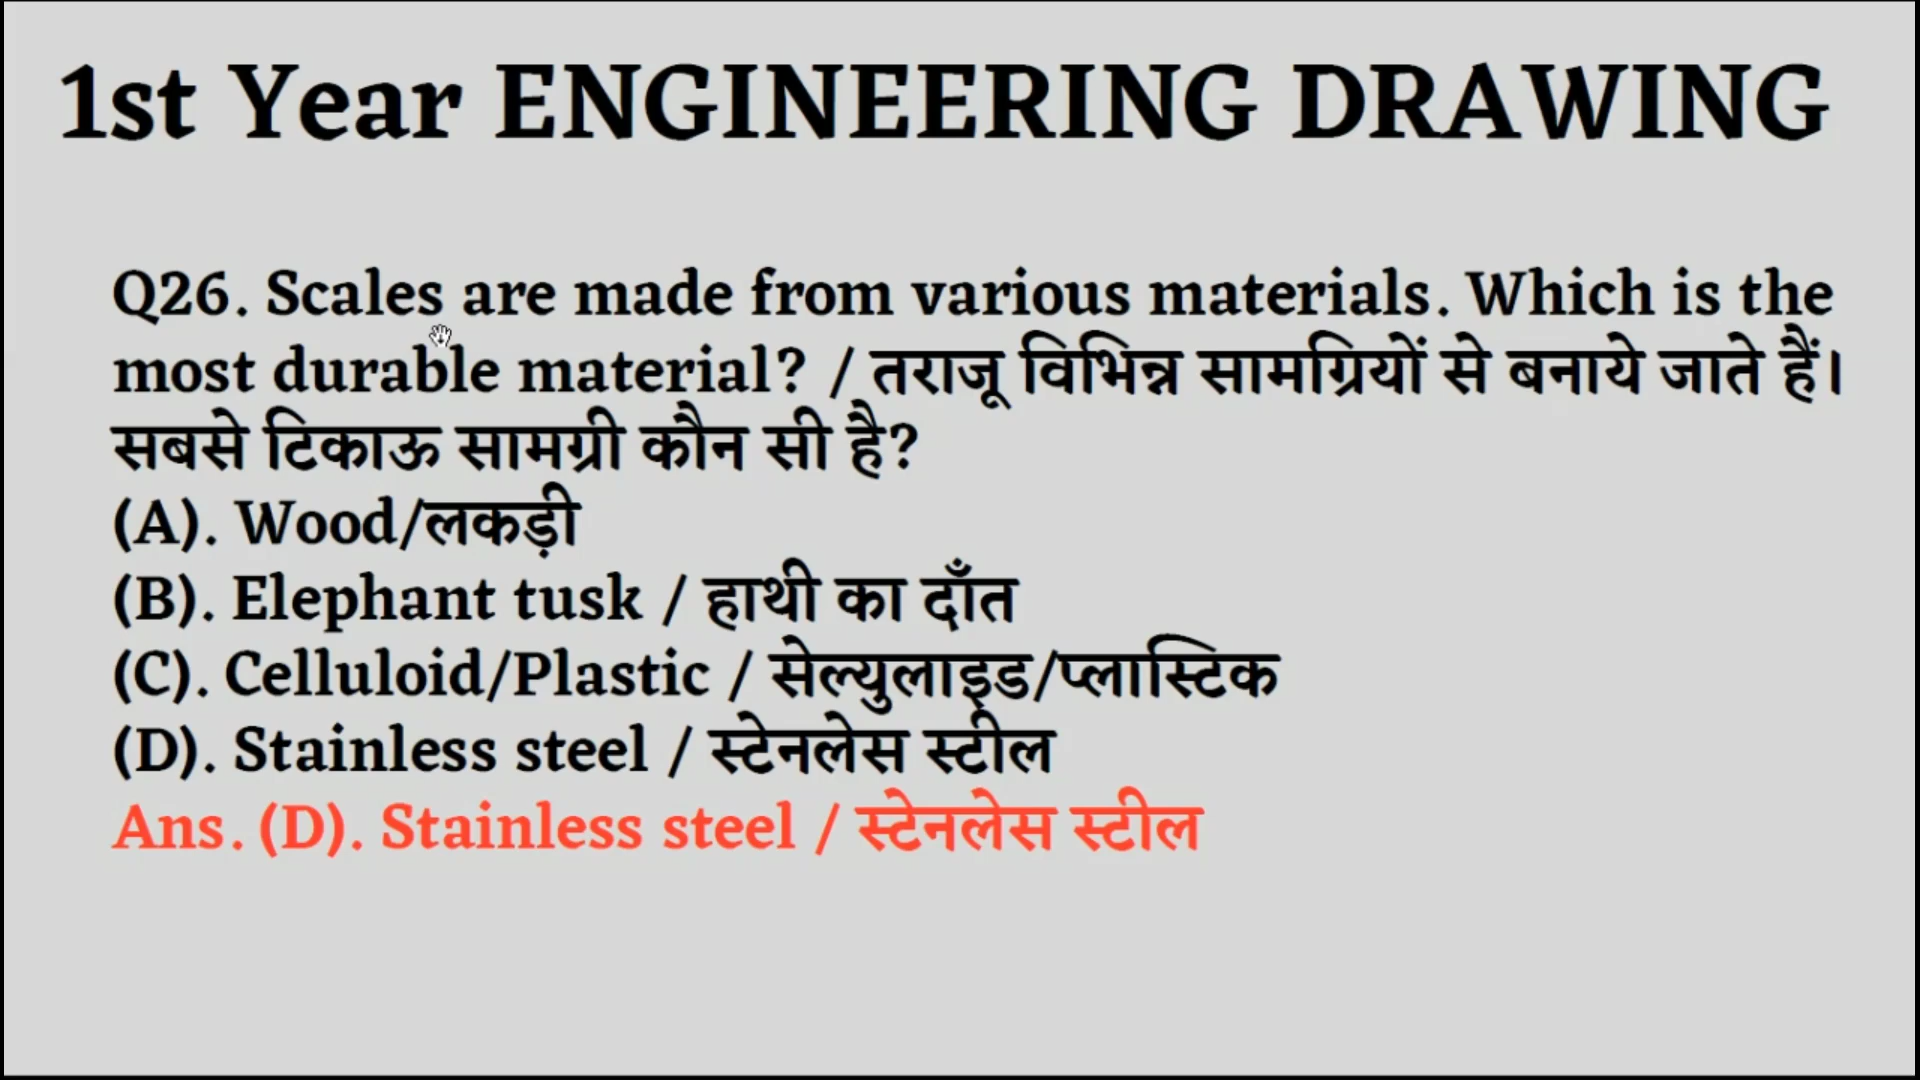 1st Year ENGINEERING DRAWING
Q26. Scales are made from various materials. Which is the
most durable material? / तराजू विभिन्न सामग्रियों से बनाये जाते हैं।
सबसे टिकाऊ सामग्री कौन सी है?
(A). Wood/लकड़ी
(B). Elephant tusk / हाथी का दाँत
(C). Celluloid/Plastic / सेल्युलाइड/प्लास्टिक
(D). Stainless steel / स्टेनलेस स्टील
Ans. (D). Stainless steel / स्टेनलेस स्टील